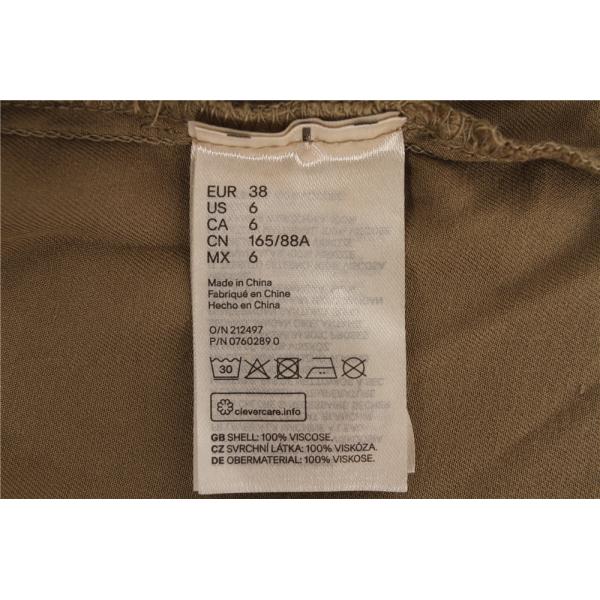 EUR 38
US 6
CA 6
CN 165/88A
MX 6
Made in China
Fabriqué en Chine
Hecho en China
O/N 212497
P/N 0760289 0
30
clevercare.info
GB SHELL: 100% VISCOSE.
CZ SVRCHNÍ LÁTKA: 100% VISKÓZA.
DE OBERMATERIAL: 100% VISKOSE.